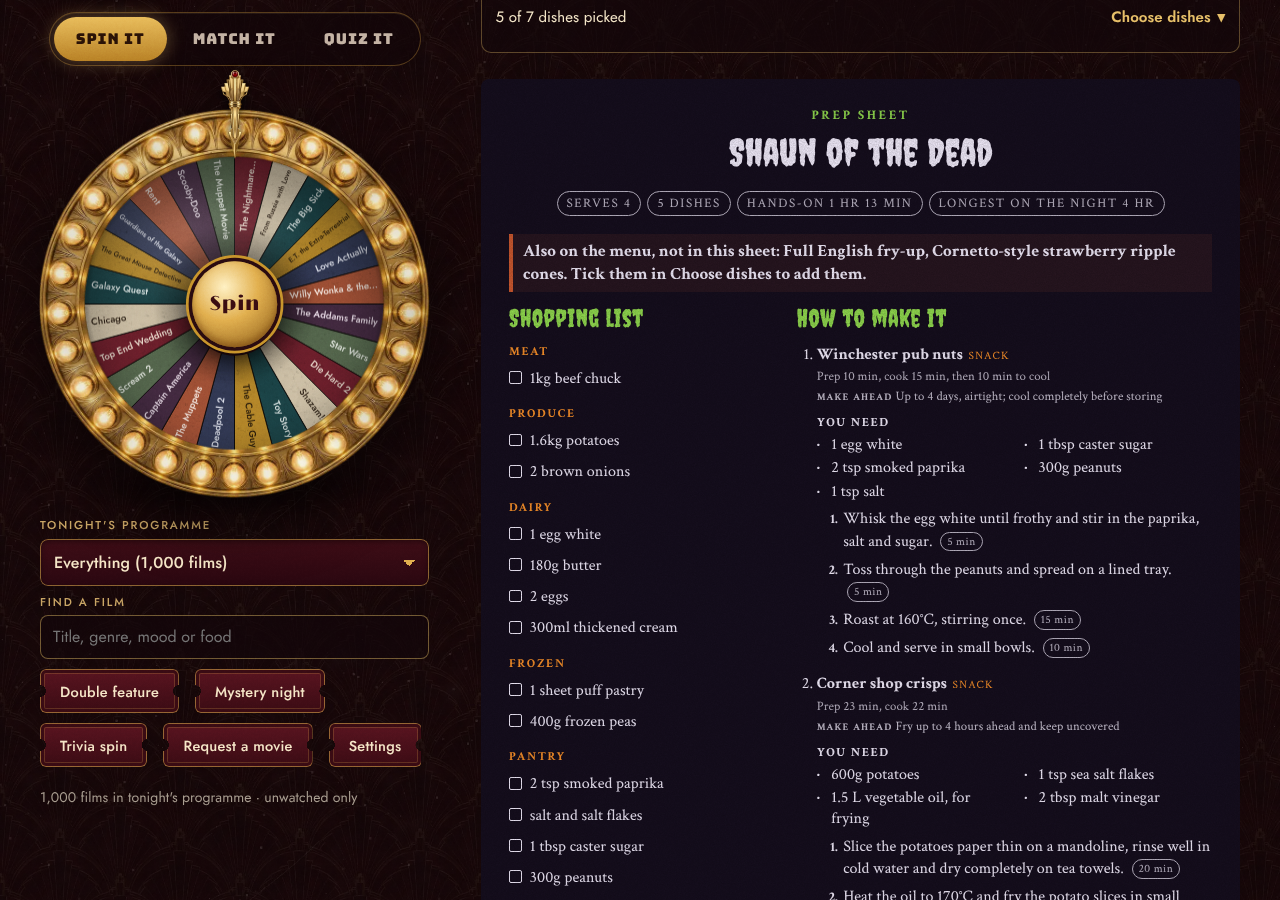 SPIN IT
MATCH IT
QUIZ IT
The Nightmare...
From Russia with Love
The Big Sick
E.T. the Extra-Terrestrial
Love Actually
Willy Wonka & the...
The Addams Family
Star Wars
Die Hard 2
Shazam!
Toy Story
The Cable Guy
Deadpool 2
The Muppets
Captain America
Scream 2
Top End Wedding
Chicago
Galaxy Quest
The Great Mouse Detective
Guardians of the Galaxy
Rent
Scooby-Doo
The Muppet Movie
Spin
TONIGHT'S PROGRAMME
Everything (1,000 films)
FIND A FILM
Title, genre, mood or food
Double feature
Mystery night
Trivia spin
Request a movie
Settings
1,000 films in tonight's programme · unwatched only
5 of 7 dishes picked
Choose dishes ▼
PREP SHEET
SHAUN OF THE DEAD
SERVES 4
5 DISHES
HANDS-ON 1 HR 13 MIN
LONGEST ON THE NIGHT 4 HR
Also on the menu, not in this sheet: Full English fry-up, Cornetto-style strawberry ripple
cones. Tick them in Choose dishes to add them.
SHOPPING LIST
MEAT
1kg beef chuck
PRODUCE
1.6kg potatoes
2 brown onions
DAIRY
1 egg white
180g butter
2 eggs
300ml thickened cream
FROZEN
1 sheet puff pastry
400g frozen peas
PANTRY
2 tsp smoked paprika
salt and salt flakes
1 tbsp caster sugar
300g peanuts
HOW TO MAKE IT
1. Winchester pub nuts SNACK
Prep 10 min, cook 15 min, then 10 min to cool
MAKE AHEAD Up to 4 days, airtight; cool completely before storing
YOU NEED
· 1 egg white
· 1 tbsp caster sugar
· 2 tsp smoked paprika
· 300g peanuts
· 1 tsp salt
1. Whisk the egg white until frothy and stir in the paprika,
salt and sugar. 5 min
2. Toss through the peanuts and spread on a lined tray.
5 min
3. Roast at 160°C, stirring once. 15 min
4. Cool and serve in small bowls. 10 min
2. Corner shop crisps SNACK
Prep 23 min, cook 22 min
MAKE AHEAD Fry up to 4 hours ahead and keep uncovered
YOU NEED
· 600g potatoes
· 1 tsp sea salt flakes
· 1.5 L vegetable oil, for
frying
· 2 tbsp malt vinegar
1. Slice the potatoes paper thin on a mandoline, rinse well in
cold water and dry completely on tea towels. 20 min
2. Heat the oil to 170°C and fry the potato slices in small